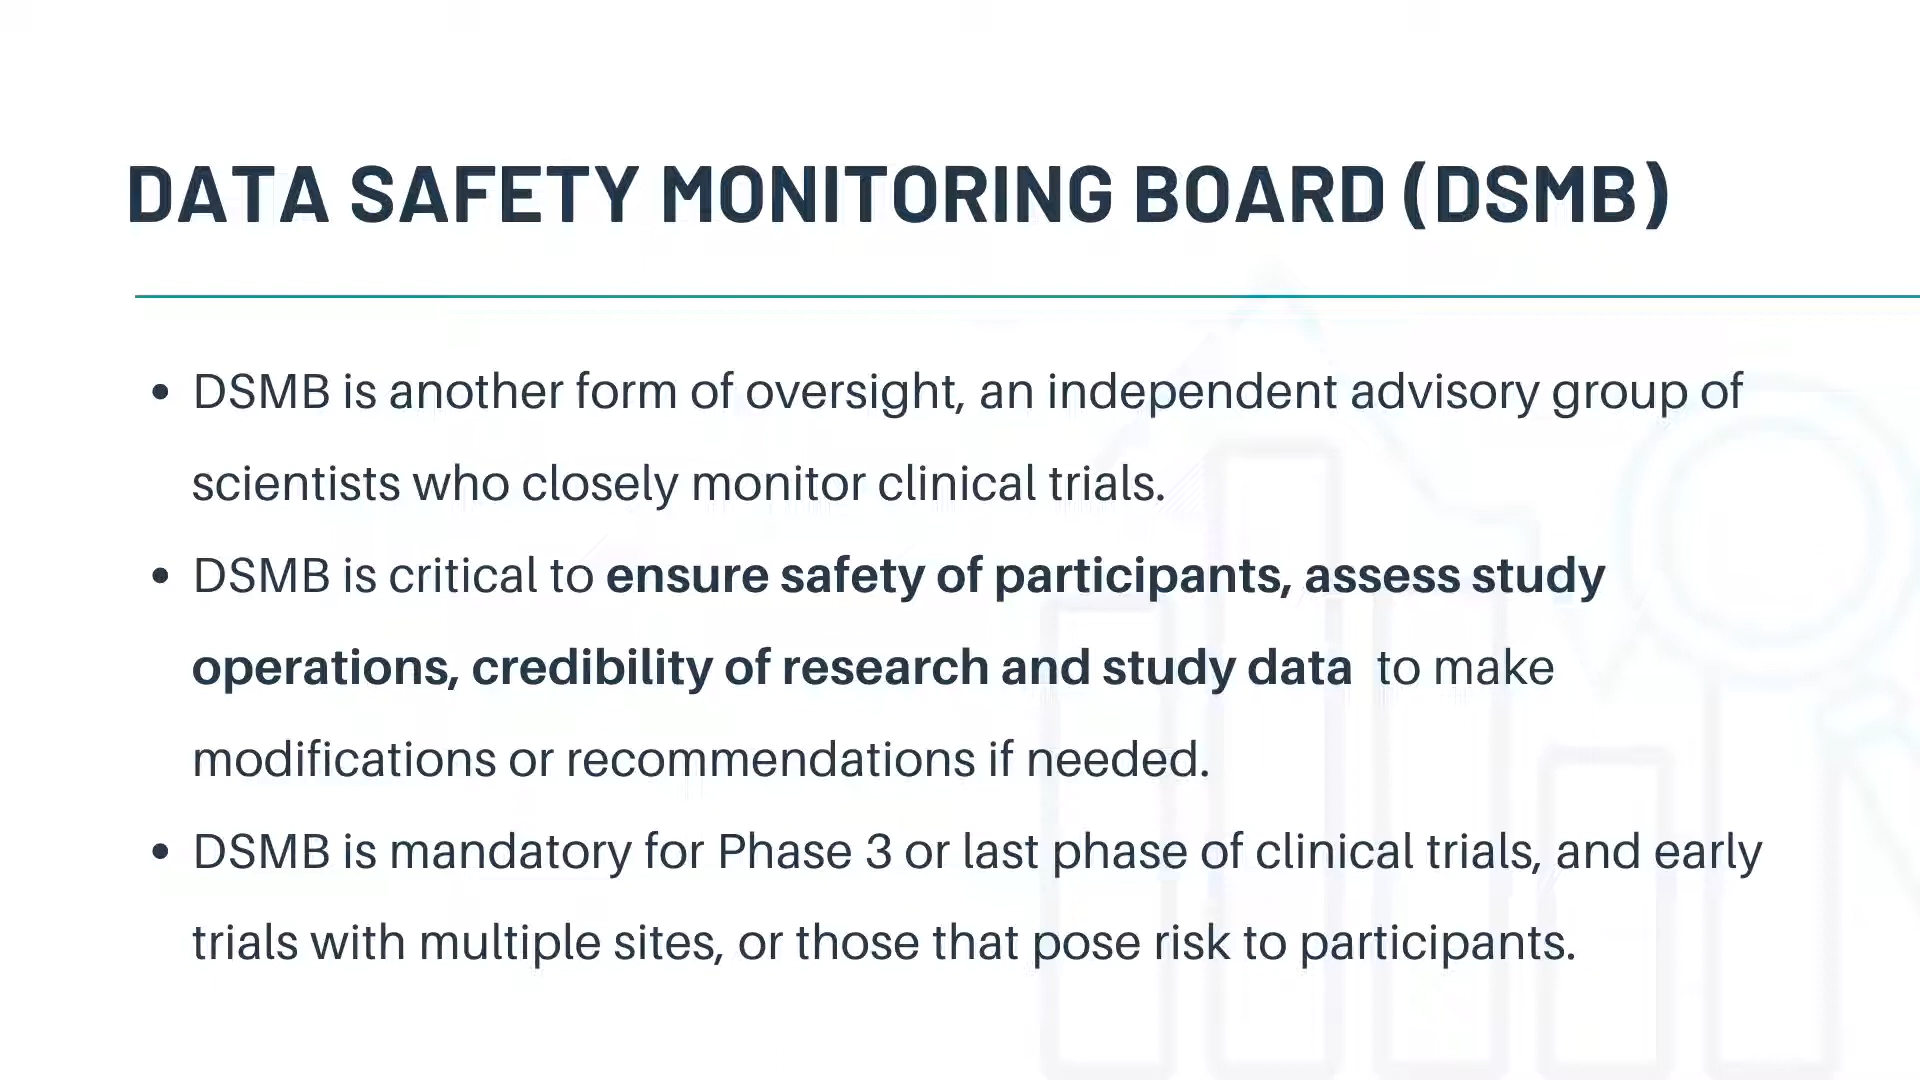 DATA SAFETY MONITORING BOARD (DSMB)
• DSMB is another form of oversight, an independent advisory group of
scientists who closely monitor clinical trials.
• DSMB is critical to ensure safety of participants, assess study
operations, credibility of research and study data to make
modifications or recommendations if needed.
• DSMB is mandatory for Phase 3 or last phase of clinical trials, and early
trials with multiple sites, or those that pose risk to participants.